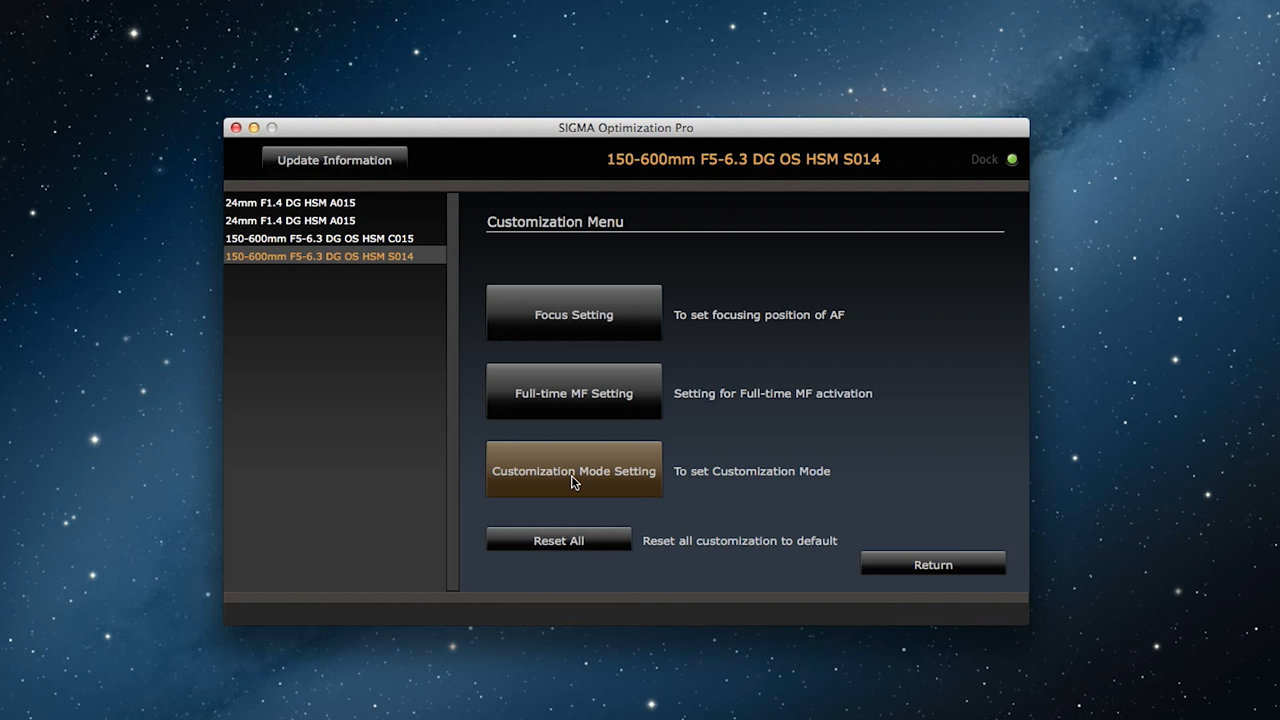 SIGMA Optimization Pro
Update Information
150-600mm F5-6.3 DG OS HSM S014
Dock
24mm F1.4 DG HSM A015
24mm F1.4 DG HSM A015
150-600mm F5-6.3 DG OS HSM C015
150-600mm F5-6.3 DG OS HSM S014
Customization Menu
Focus Setting
To set focusing position of AF
Full-time MF Setting
Setting for Full-time MF activation
Customization Mode Setting
To set Customization Mode
Reset All
Reset all customization to default
Return